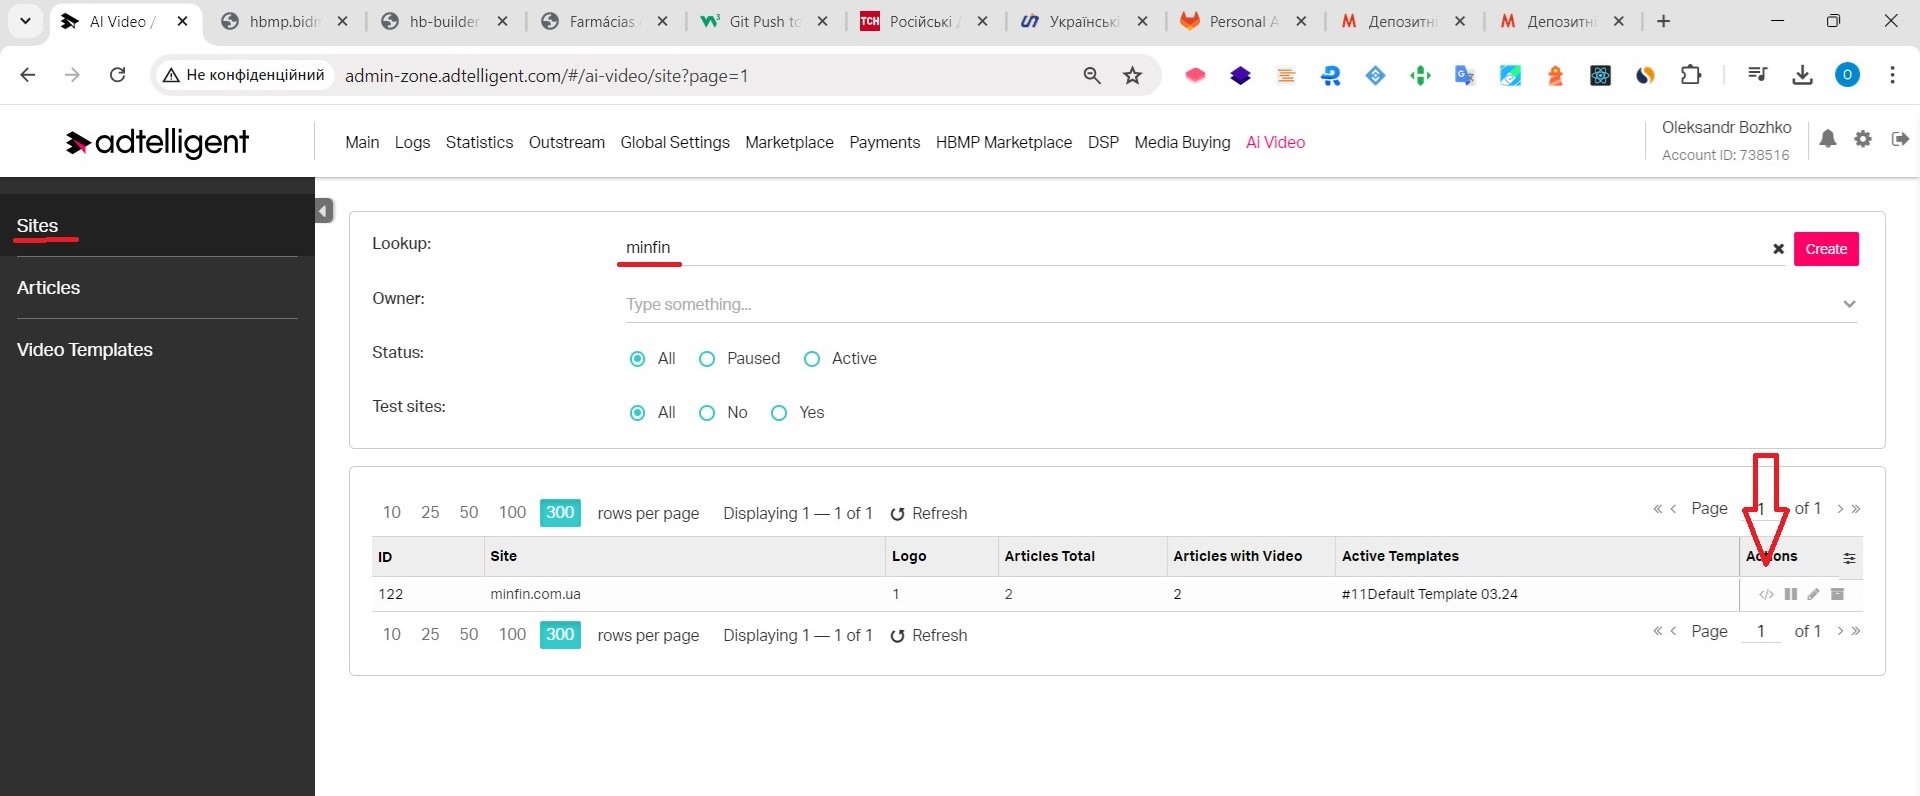 AI Video /
hbmp.bidn
hb-builder.
Farmácias
Git Push to
ТСН Російські
Українські
Personal A
Депозитні
Депозитні
Не конфіденційний admin-zone.adtelligent.com/#/ai-video/site?page=1
O
adtelligent
Main Logs Statistics Outstream Global Settings Marketplace Payments HBMP Marketplace DSP Media Buying Ai Video
Oleksandr Bozhko
Account ID: 738516
Sites
Articles
Video Templates
Lookup: minfin Create
Owner: Type something...
Status: All Paused Active
Test sites: All No Yes
10 25 50 100 300 rows per page Displaying 1 — 1 of 1 Refresh « ‹ Page 1 of 1 › »
ID Site Logo Articles Total Articles with Video Active Templates Actions
122 minfin.com.ua 1 2 2 #11Default Template 03.24
10 25 50 100 300 rows per page Displaying 1 — 1 of 1 Refresh « ‹ Page 1 of 1 › »